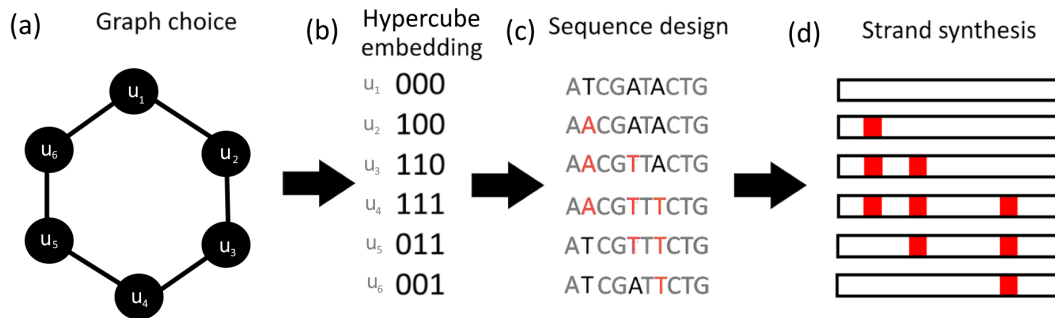 (a) Graph choice
u₁
u₂
u₃
u₄
u₅
u₆
(b) Hypercube
embedding
u₁ 000
u₂ 100
u₃ 110
u₄ 111
u₅ 011
u₆ 001
(c) Sequence design
ATCGATACTG
AACGATACTG
AACGTTACTG
AACGTTTCTG
ATCGTTTCTG
ATCGATTCTG
(d) Strand synthesis